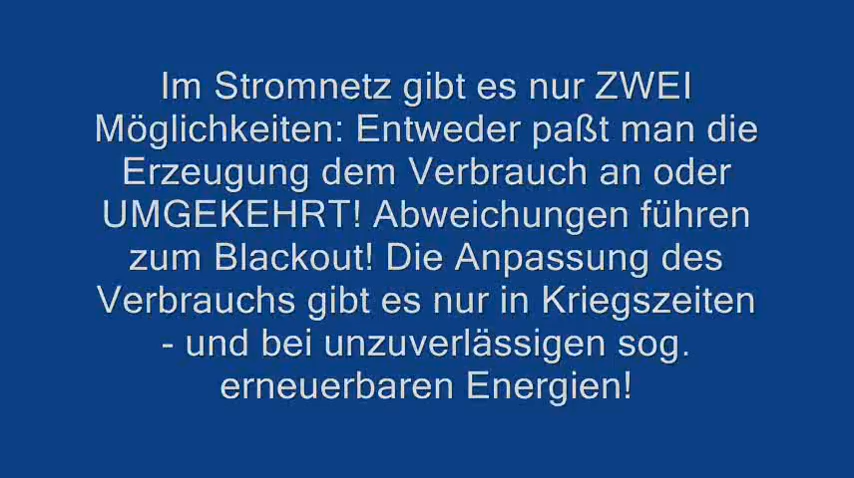 Im Stromnetz gibt es nur ZWEI
Möglichkeiten: Entweder paßt man die
Erzeugung dem Verbrauch an oder
UMGEKEHRT! Abweichungen führen
zum Blackout! Die Anpassung des
Verbrauchs gibt es nur in Kriegszeiten
- und bei unzuverlässigen sog.
erneuerbaren Energien!